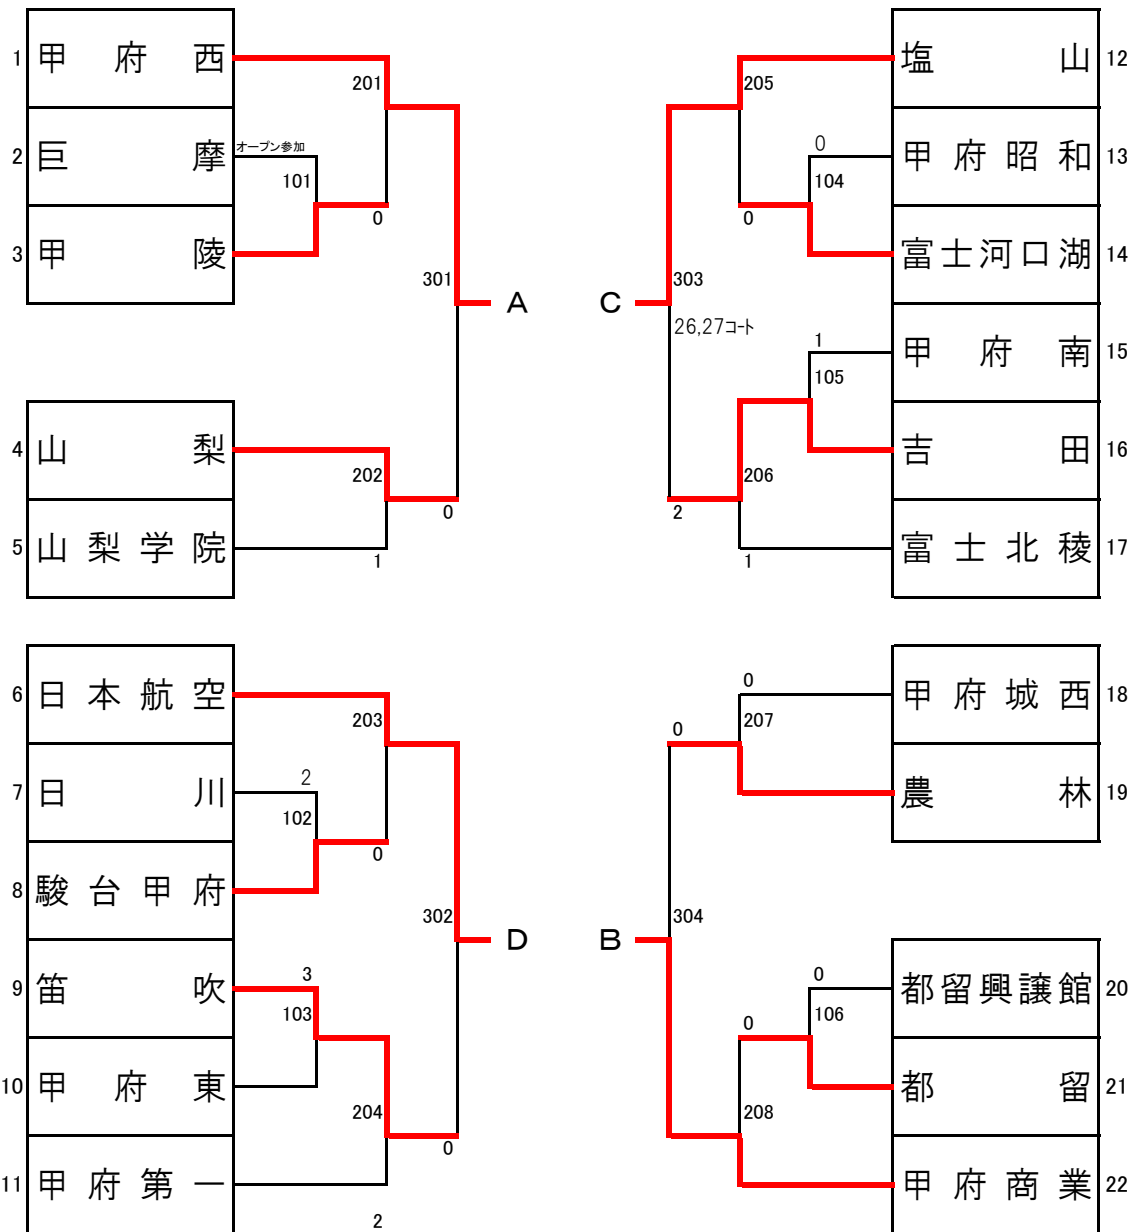 1 甲府西
201
2 巨摩 オープン参加
101
0
3 甲陵
301
A
4 山梨
202
0
5 山梨学院
1
6 日本航空
203
7 日川 2
102
0
8 駿台甲府
302
D
9 笛吹 3
103
10 甲府東
204
0
11 甲府第一
2
塩山 12
205
0 甲府昭和 13
104
0
富士河口湖 14
303
C
26,27コート
1 甲府南 15
105
吉田 16
206
2
富士北稜 17
1
0 甲府城西 18
207
0
農林 19
304
B
0 都留興譲館 20
106
0
都留 21
208
甲府商業 22